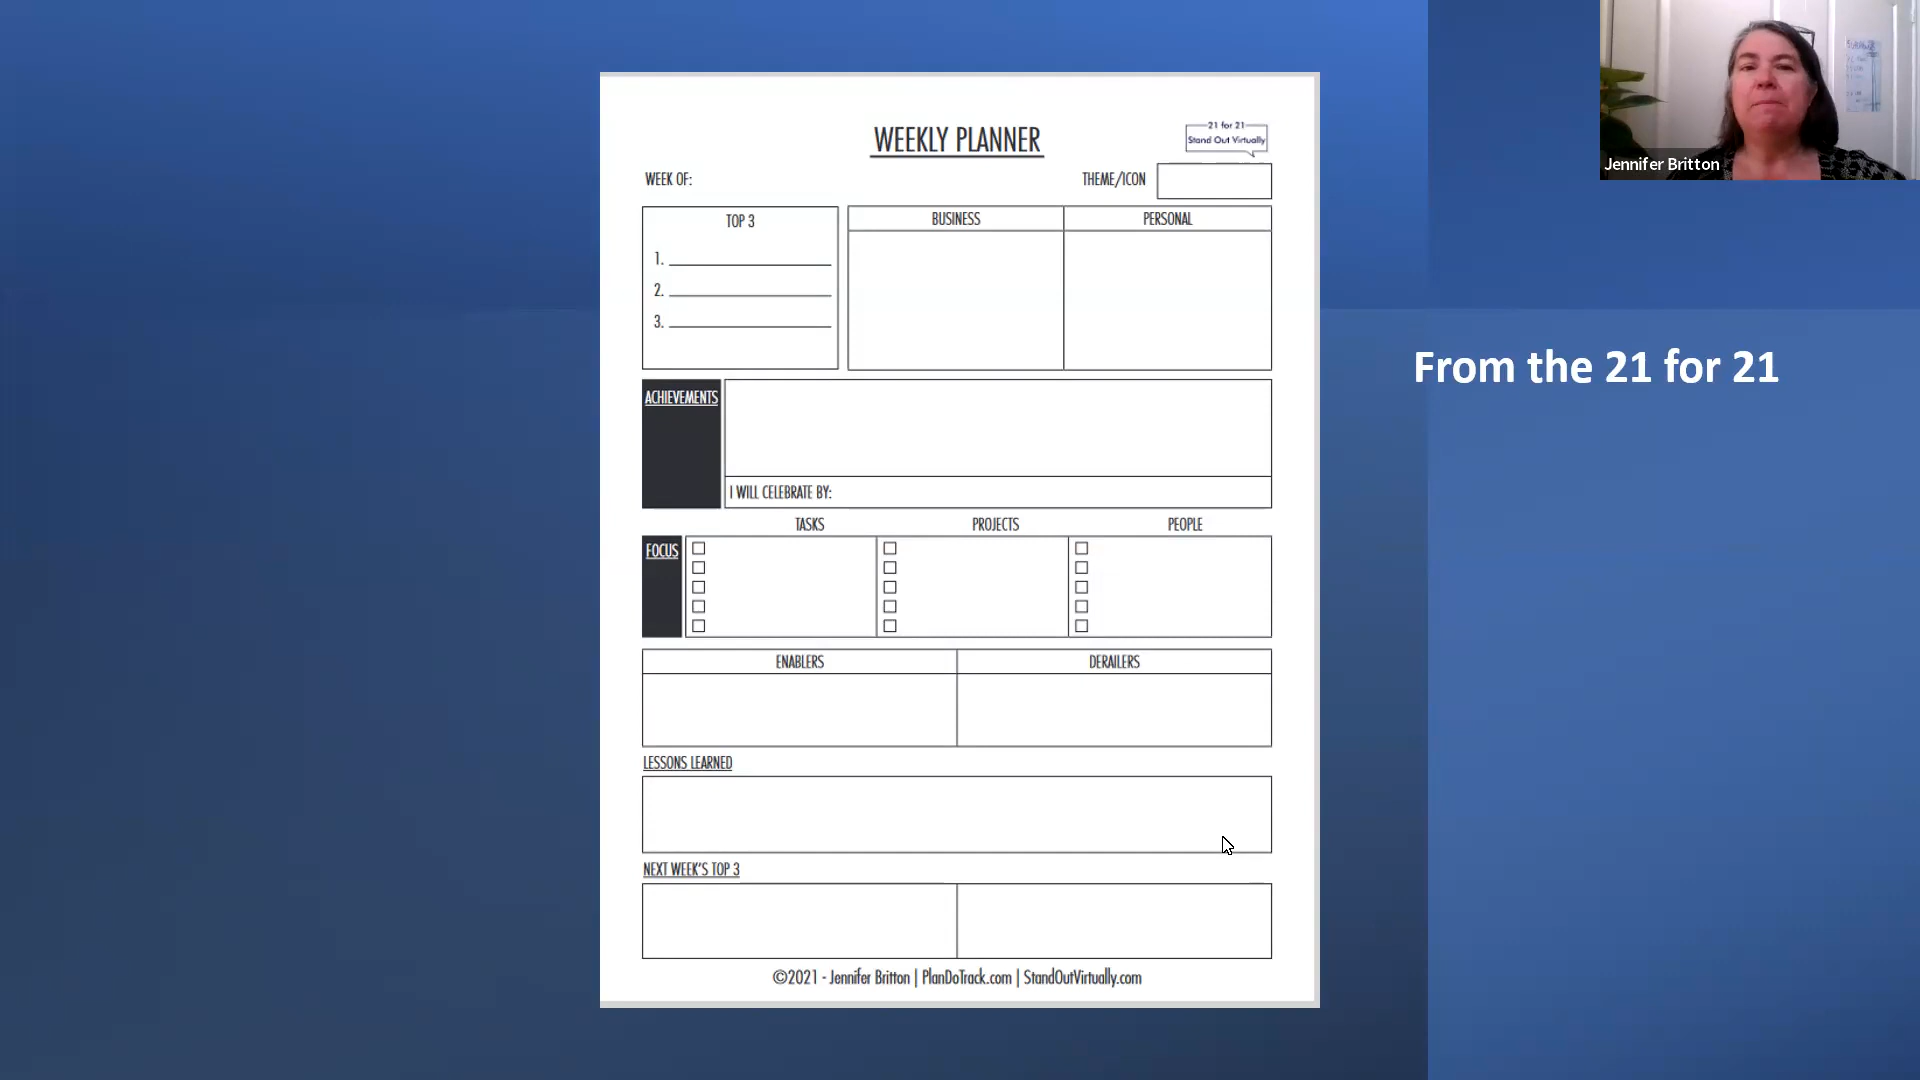 WEEKLY PLANNER
21 for 21
Stand Out Virtually
WEEK OF:
THEME/ICON
TOP 3
1.
2.
3.
BUSINESS
PERSONAL
ACHIEVEMENTS
I WILL CELEBRATE BY:
TASKS
PROJECTS
PEOPLE
FOCUS
ENABLERS
DERAILERS
LESSONS LEARNED
NEXT WEEK'S TOP 3
©2021 - Jennifer Britton | PlanDoTrack.com | StandOutVirtually.com
From the 21 for 21
Jennifer Britton